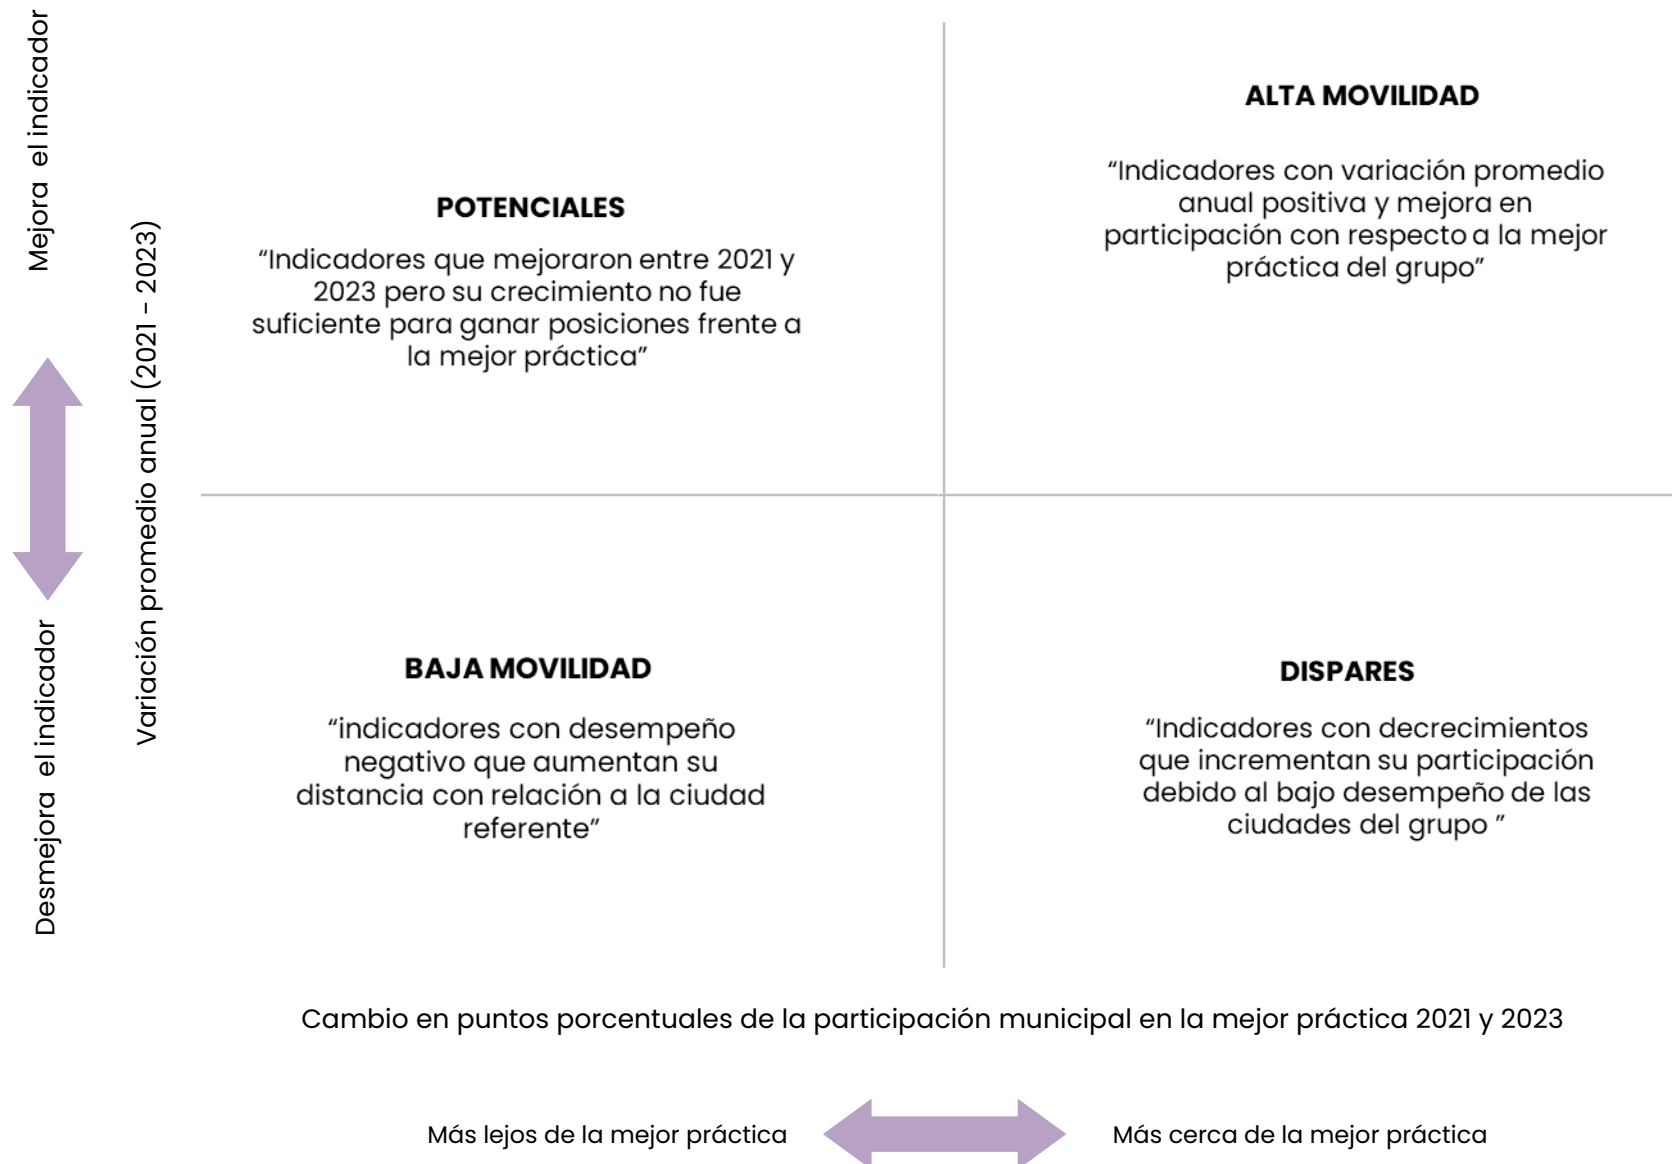 Mejora el indicador
Desmejora el indicador
Variación promedio anual (2021 - 2023)
POTENCIALES
“Indicadores que mejoraron entre 2021 y
2023 pero su crecimiento no fue
suficiente para ganar posiciones frente a
la mejor práctica”
ALTA MOVILIDAD
“Indicadores con variación promedio
anual positiva y mejora en
participación con respecto a la mejor
práctica del grupo”
BAJA MOVILIDAD
“indicadores con desempeño
negativo que aumentan su
distancia con relación a la ciudad
referente”
DISPARES
“Indicadores con decrecimientos
que incrementan su participación
debido al bajo desempeño de las
ciudades del grupo ”
Cambio en puntos porcentuales de la participación municipal en la mejor práctica 2021 y 2023
Más lejos de la mejor práctica
Más cerca de la mejor práctica